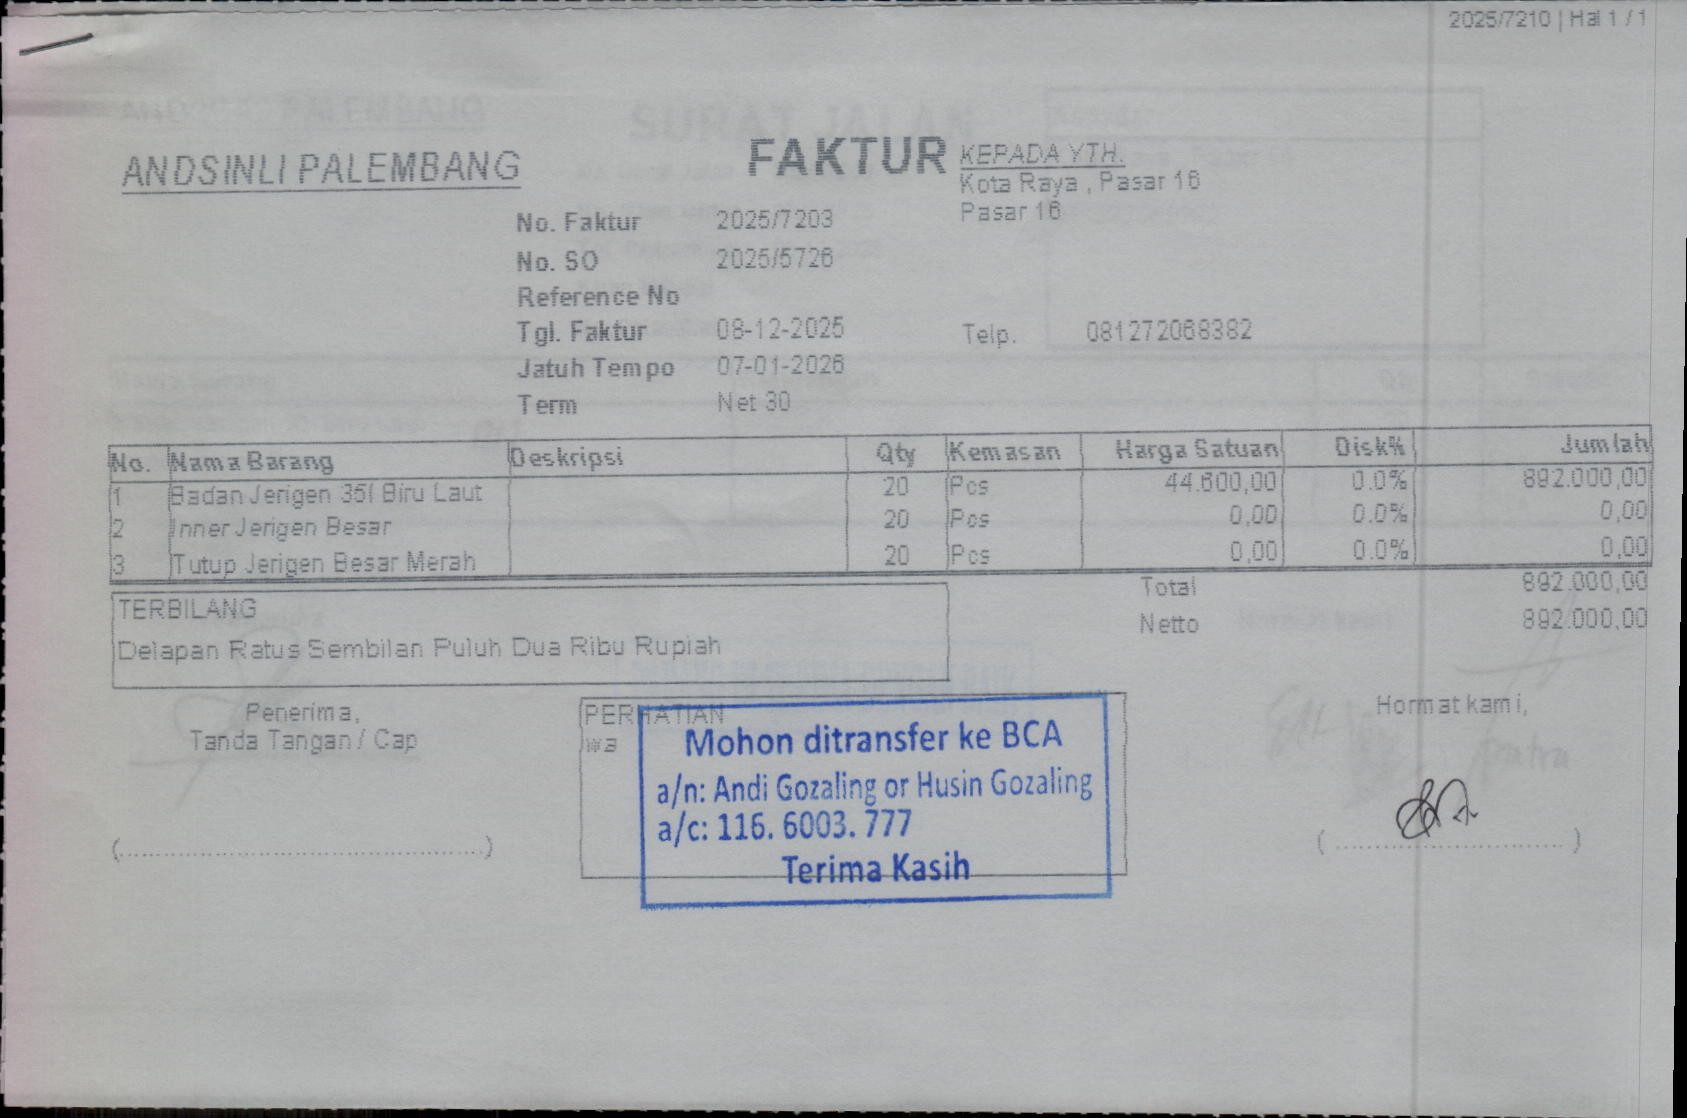 2025/7210 | Hal 1 / 1
ANDSINLI PALEMBANG
FAKTUR
KEPADA YTH.
Kota Raya , Pasar 16
Pasar 16
No. Faktur 2025/7203
No. SO 2025/5726
Reference No
Tgl. Faktur 08-12-2025
Telp. 081272068382
Jatuh Tempo 07-01-2026
Term Net 30
No. Nama Barang Deskripsi Qty Kemasan Harga Satuan Disk% Jumlah
1 Badan Jerigen 35l Biru Laut 20 Pcs 44.600,00 0.0% 892.000,00
2 Inner Jerigen Besar 20 Pcs 0,00 0.0% 0,00
3 Tutup Jerigen Besar Merah 20 Pcs 0,00 0.0% 0,00
Total 892.000,00
Netto 892.000,00
TERBILANG
Delapan Ratus Sembilan Puluh Dua Ribu Rupiah
Penerima,
Tanda Tangan / Cap
(..............................................)
PERHATIAN
wa
Mohon ditransfer ke BCA
a/n: Andi Gozaling or Husin Gozaling
a/c: 116. 6003. 777
Terima Kasih
Hormat kami,
( ............................. )
SURAT JALAN